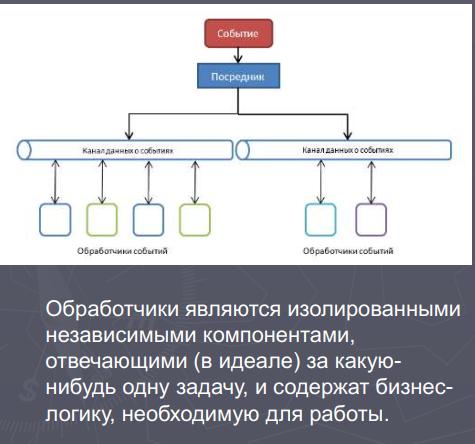 Событие
Посредник
Канал данных о событиях
Канал данных о событиях
Обработчики событий
Обработчики событий
Обработчики являются изолированными
независимыми компонентами,
отвечающими (в идеале) за какую-
нибудь одну задачу, и содержат бизнес-
логику, необходимую для работы.